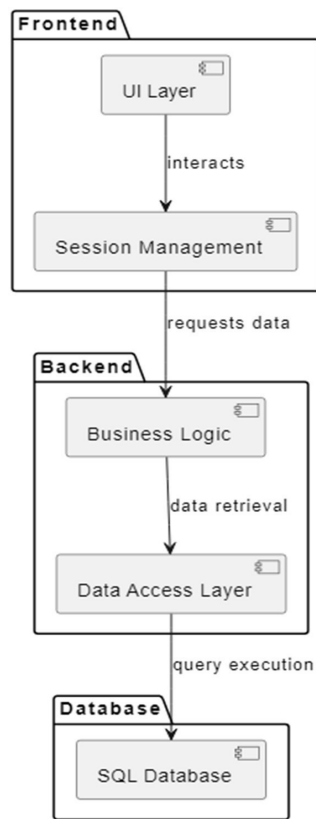 Frontend
UI Layer
interacts
Session Management
requests data
Backend
Business Logic
data retrieval
Data Access Layer
query execution
Database
SQL Database